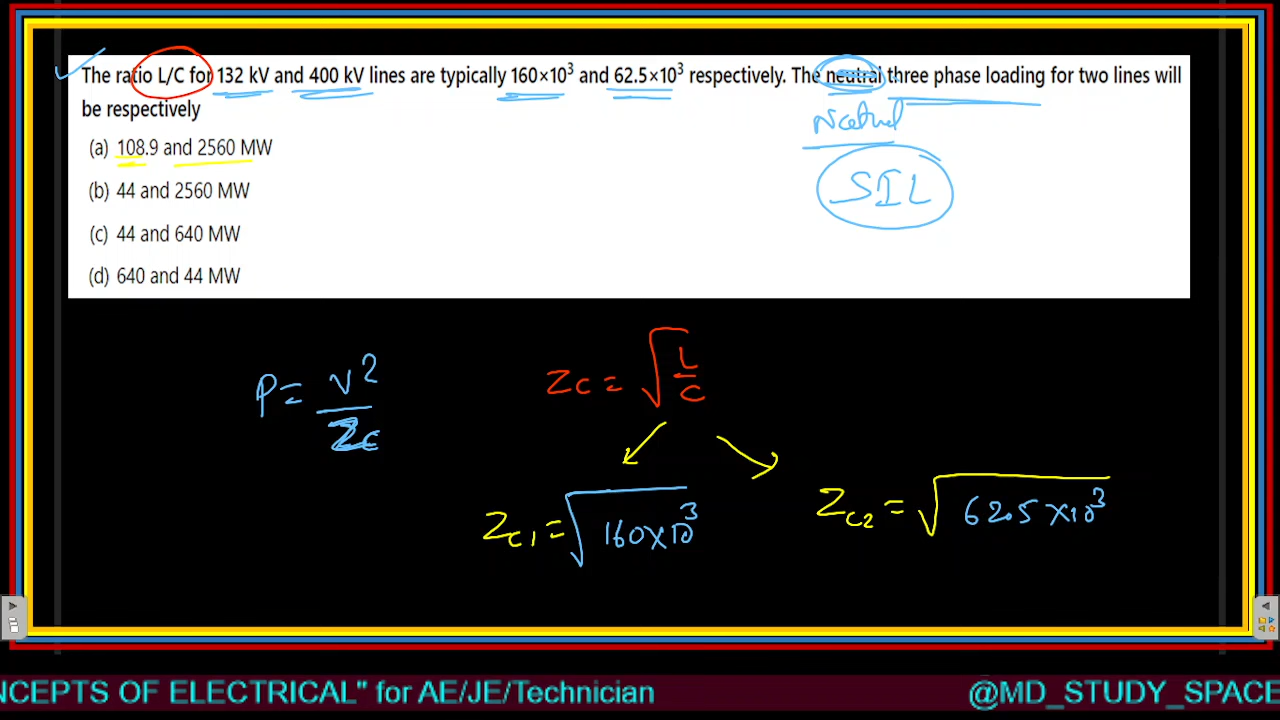 The ratio L/C for 132 kV and 400 kV lines are typically 160×10³ and 62.5×10³ respectively. The neutral three phase loading for two lines will
be respectively
Natural
(a) 108.9 and 2560 MW
SIL
(b) 44 and 2560 MW
(c) 44 and 640 MW
(d) 640 and 44 MW
P = V² / Zc
Zc = √(L/C)
Zc1 = √160×10³
Zc2 = √62.5×10³
NCEPTS OF ELECTRICAL" for AE/JE/Technician @MD_STUDY_SPACE